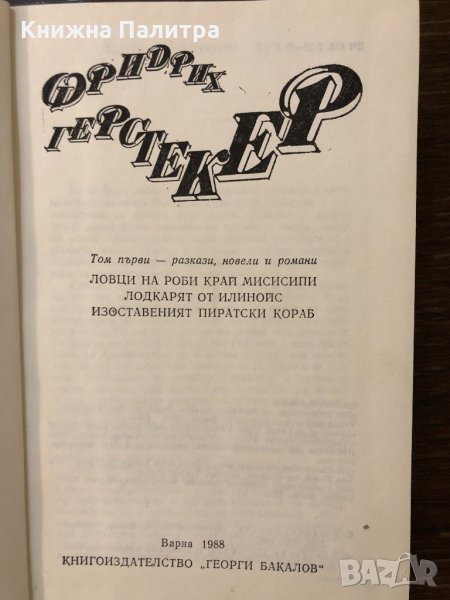 Книжна Палитра
ФРИДРИХ
ГЕРСТЕКЕР
Том първи — разкази, новели и романи
ЛОВЦИ НА РОБИ КРАЙ МИСИСИПИ
ЛОДКАРЯТ ОТ ИЛИНОЙС
ИЗОСТАВЕНИЯТ ПИРАТСКИ КОРАБ
Варна 1988
КНИГОИЗДАТЕЛСТВО „ГЕОРГИ БАКАЛОВ“
BAZAR